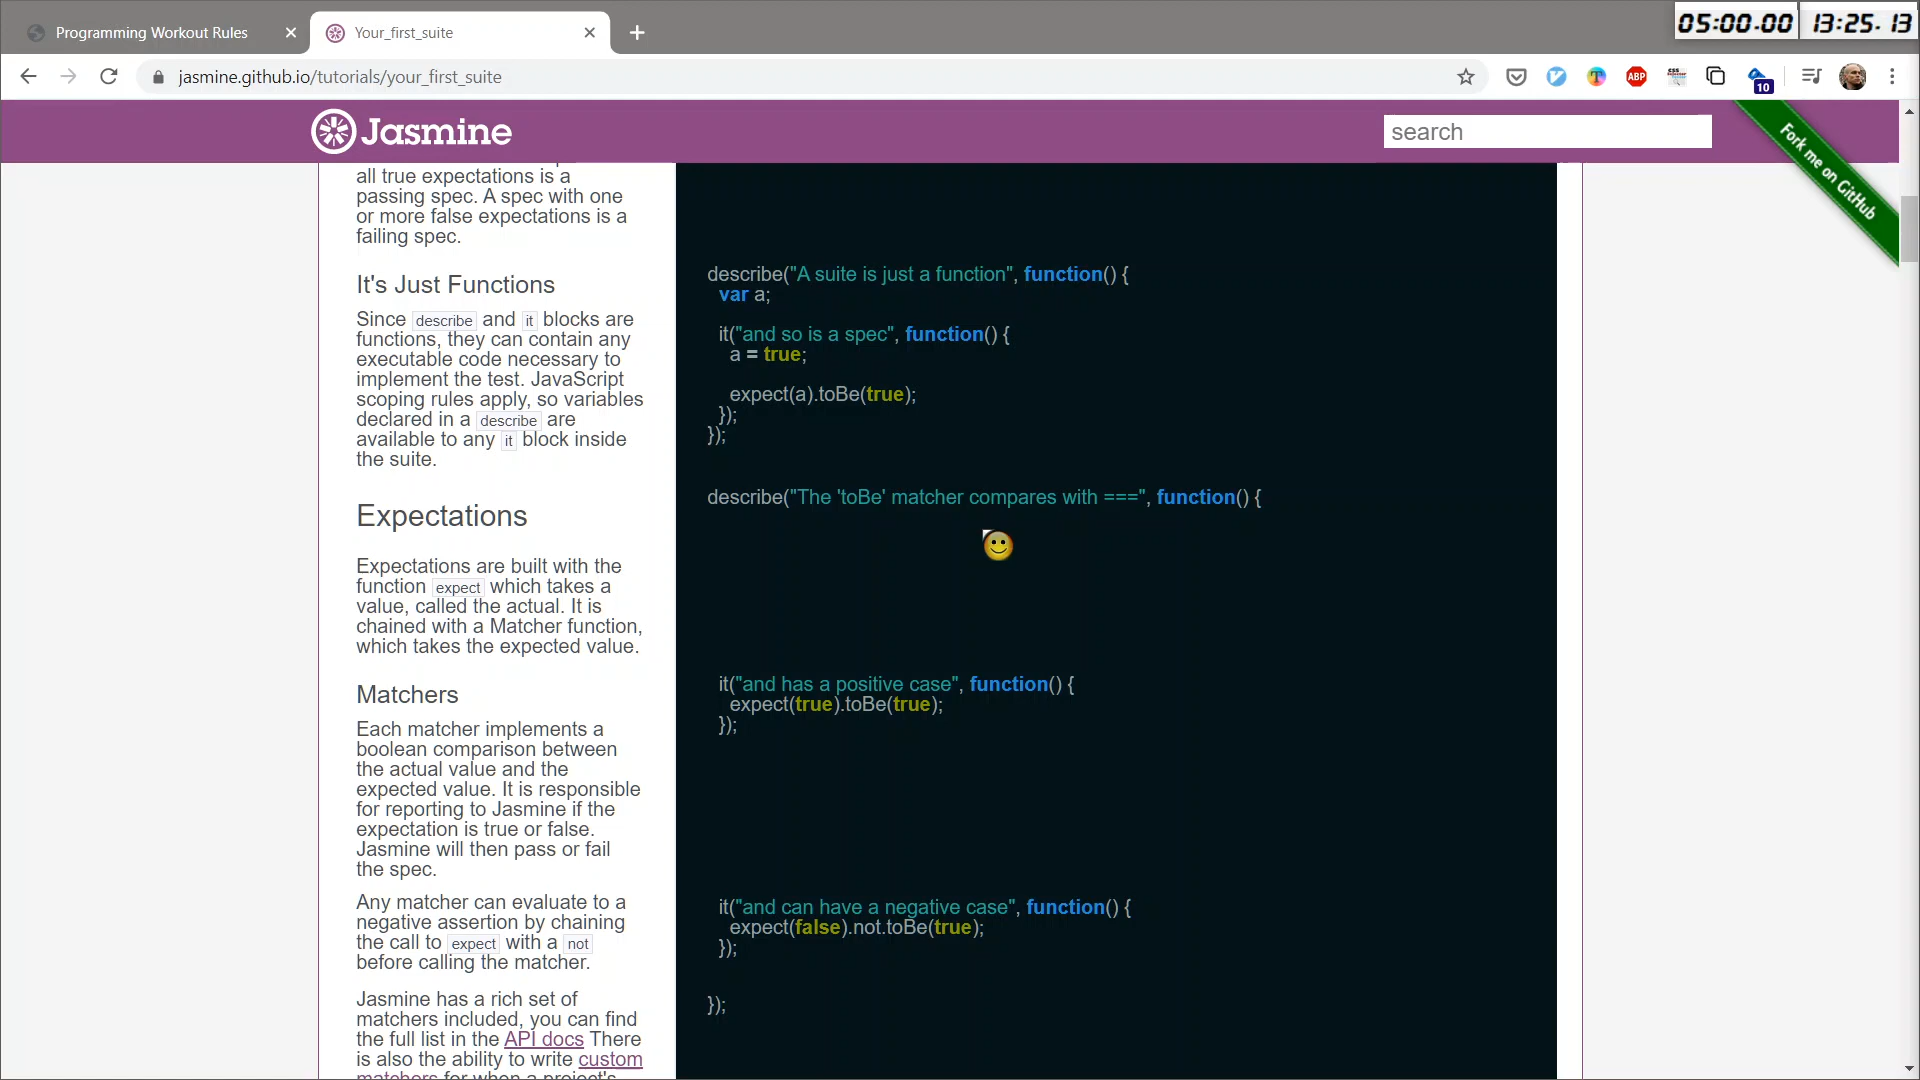 Programming Workout Rules
Your_first_suite
05:00.00
13:25.13
jasmine.github.io/tutorials/your_first_suite
ABP
10
Jasmine
search
Fork me on GitHub
all true expectations is a
passing spec. A spec with one
or more false expectations is a
failing spec.
It's Just Functions
Since describe and it blocks are
functions, they can contain any
executable code necessary to
implement the test. JavaScript
scoping rules apply, so variables
declared in a describe are
available to any it block inside
the suite.
Expectations
Expectations are built with the
function expect which takes a
value, called the actual. It is
chained with a Matcher function,
which takes the expected value.
Matchers
Each matcher implements a
boolean comparison between
the actual value and the
expected value. It is responsible
for reporting to Jasmine if the
expectation is true or false.
Jasmine will then pass or fail
the spec.
Any matcher can evaluate to a
negative assertion by chaining
the call to expect with a not
before calling the matcher.
Jasmine has a rich set of
matchers included, you can find
the full list in the API docs There
is also the ability to write custom
matchers for when a project's
describe("A suite is just a function", function() {
var a;
it("and so is a spec", function() {
a = true;
expect(a).toBe(true);
});
});
describe("The 'toBe' matcher compares with ===", function() {
it("and has a positive case", function() {
expect(true).toBe(true);
});
it("and can have a negative case", function() {
expect(false).not.toBe(true);
});
});